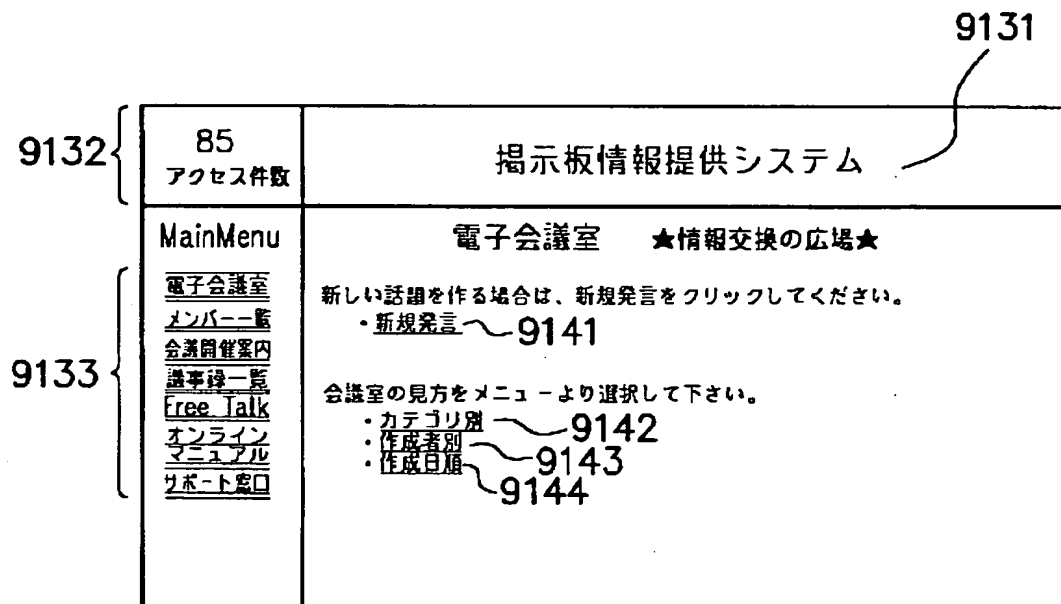 9131
9132
85
アクセス件数
掲示板情報提供システム
MainMenu
電子会議室 ★情報交換の広場★
9133
電子会議室
メンバー一覧
会議開催案内
議事録一覧
Free Talk
オンライン
マニュアル
サポート窓口
新しい話題を作る場合は、新規発言をクリックしてください。
・新規発言 9141
会議室の見方をメニューより選択して下さい。
・カテゴリ別 9142
・作成者別 9143
・作成日順 9144